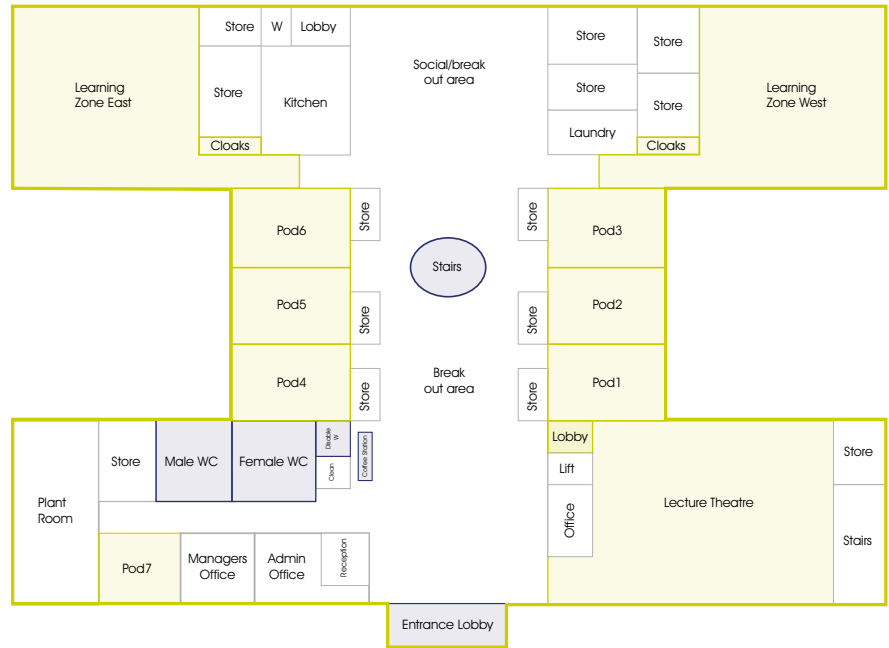 Store
W
Lobby
Social/break
out area
Store
Store
Learning
Zone East
Store
Kitchen
Store
Store
Learning
Zone West
Laundry
Cloaks
Cloaks
Pod6
Store
Store
Pod3
Stairs
Pod5
Store
Store
Pod2
Pod4
Store
Break
out area
Store
Pod1
Store
Male WC
Female WC
Disable
W
Clean
Coffee Station
Lobby
Lift
Store
Plant
Room
Office
Lecture Theatre
Stairs
Pod7
Managers
Office
Admin
Office
Reception
Entrance Lobby